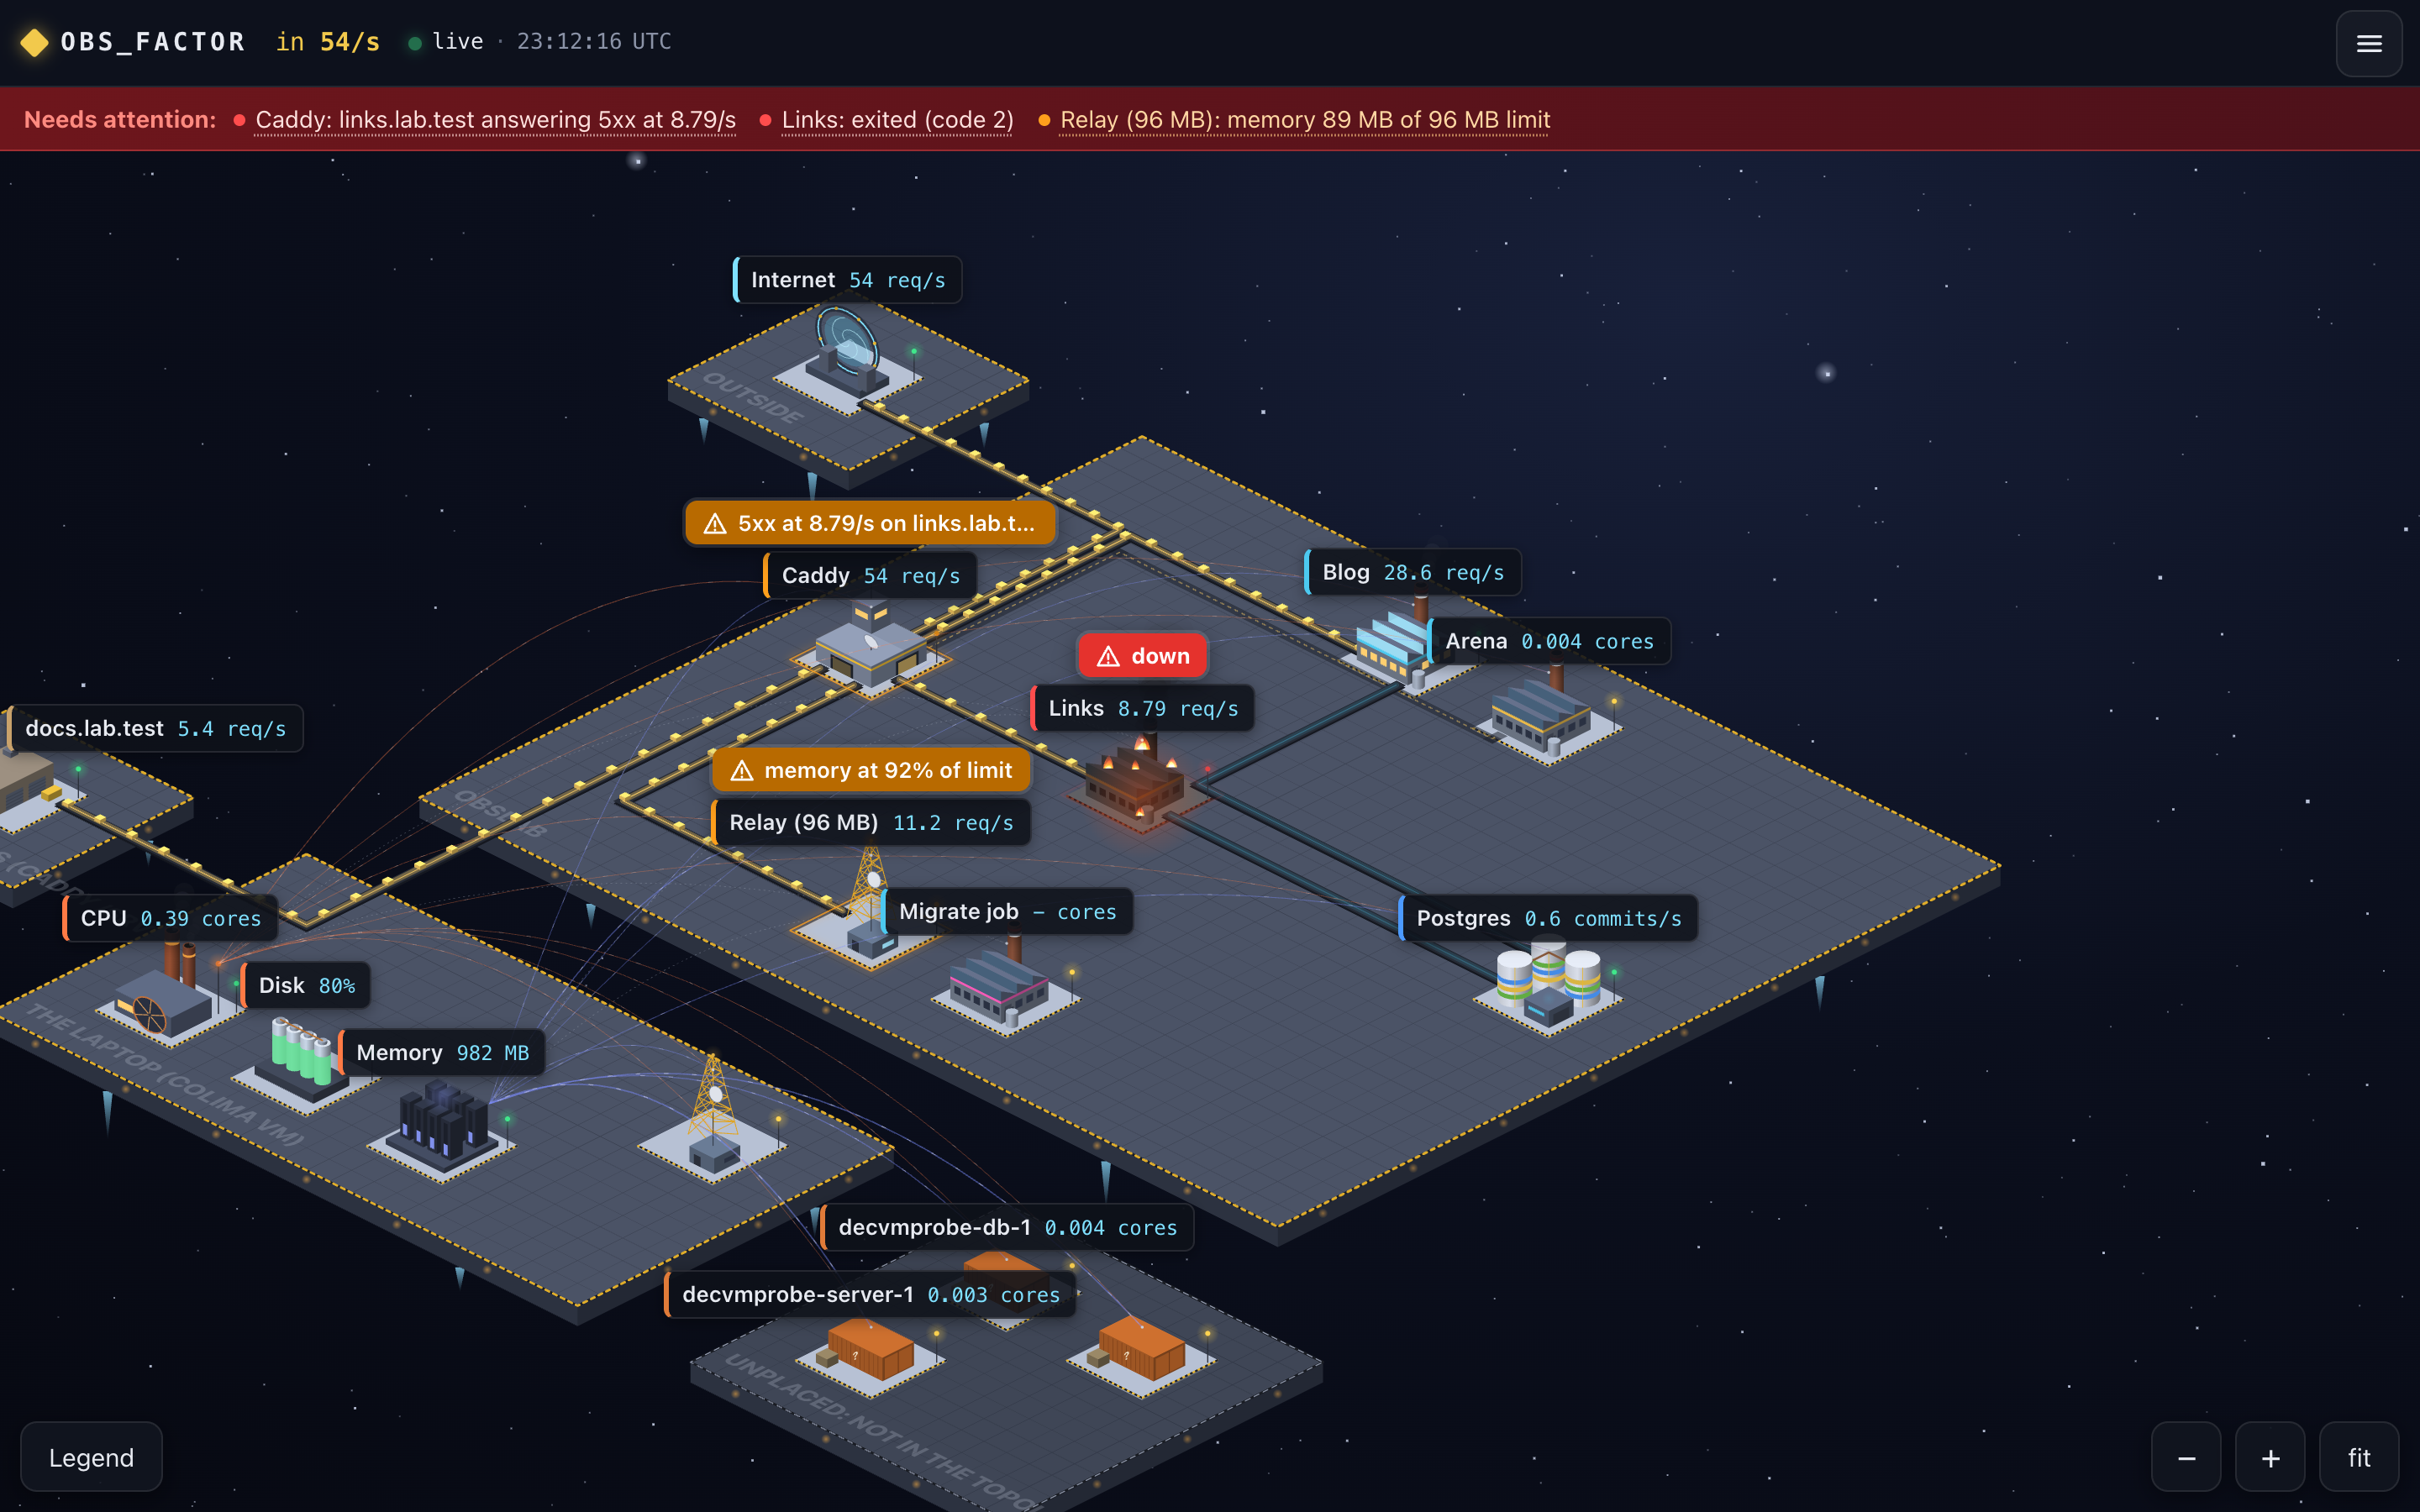 OBS_FACTOR in 54/s live · 23:12:16 UTC
Needs attention: Caddy: links.lab.test answering 5xx at 8.79/s Links: exited (code 2) Relay (96 MB): memory 89 MB of 96 MB limit
Internet 54 req/s
OUTSIDE
5xx at 8.79/s on links.lab.t...
Caddy 54 req/s
Blog 28.6 req/s
Arena 0.004 cores
down
Links 8.79 req/s
docs.lab.test 5.4 req/s
memory at 92% of limit
OBSLAB
Relay (96 MB) 11.2 req/s
Migrate job – cores
Postgres 0.6 commits/s
CPU 0.39 cores
Disk 80%
Memory 982 MB
THE LAPTOP (COLIMA VM)
decvmprobe-db-1 0.004 cores
decvmprobe-server-1 0.003 cores
?
?
UNPLACED: NOT IN THE TOPOL
Legend
− + fit